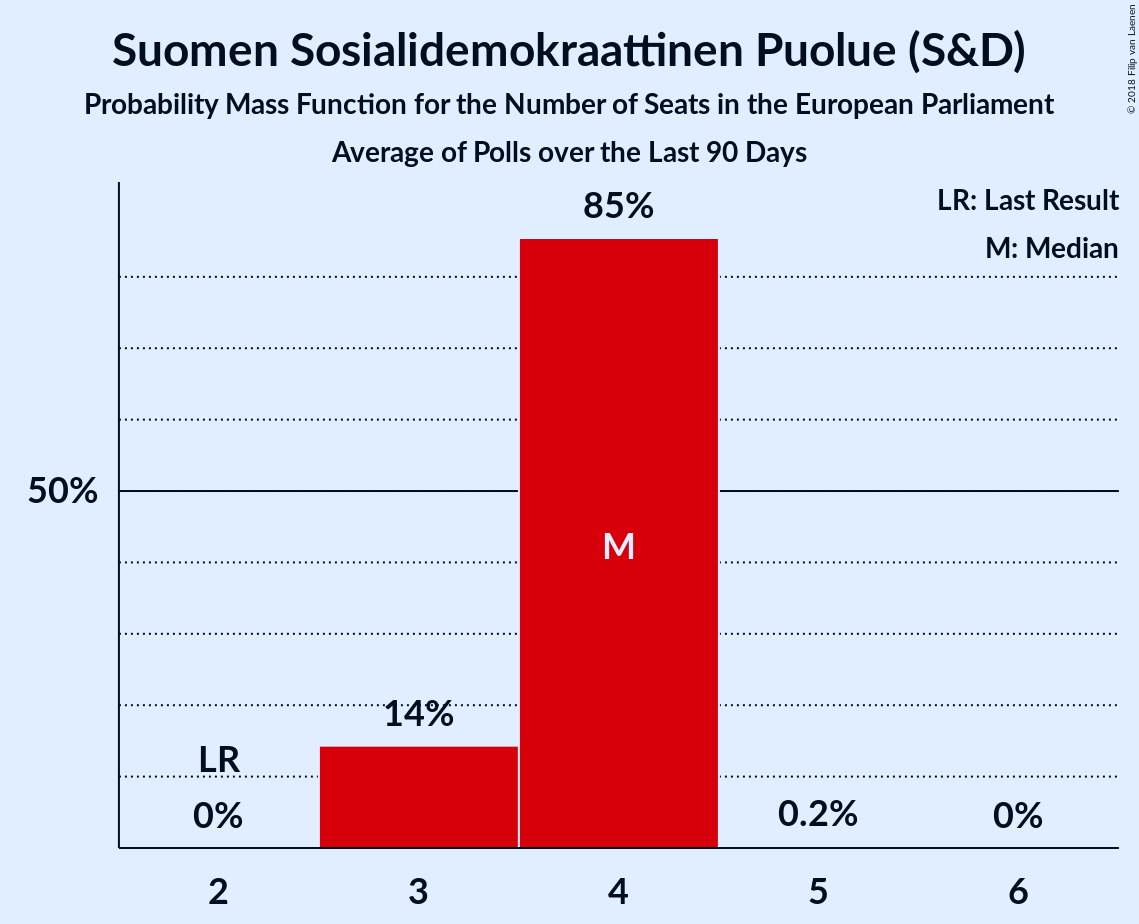 Suomen Sosialidemokraattinen Puolue (S&D)
Probability Mass Function for the Number of Seats in the European Parliament
Average of Polls over the Last 90 Days
© 2018 Filip van Laenen
LR: Last Result
M: Median
85%
50%
M
14%
LR
0%
0.2%
0%
2 3 4 5 6